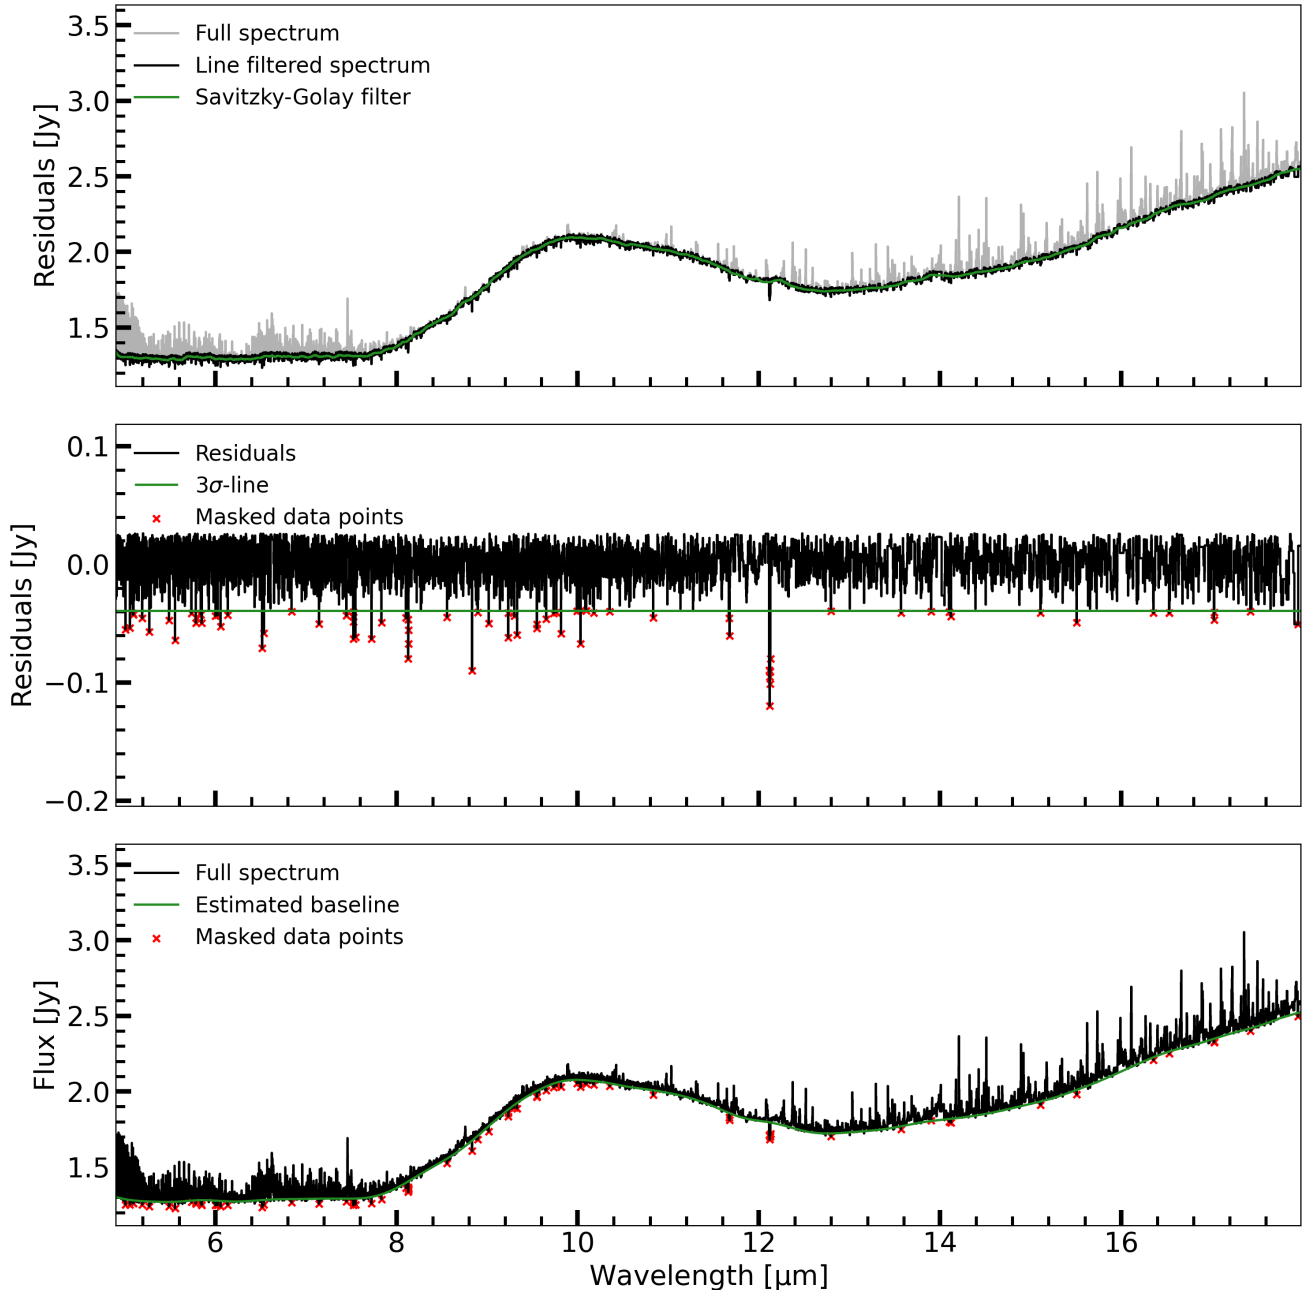 3.5
3.0
2.5
2.0
1.5
Residuals [Jy]
Full spectrum
Line filtered spectrum
Savitzky-Golay filter
0.1
0.0
−0.1
−0.2
Residuals [Jy]
Residuals
3σ-line
Masked data points
3.5
3.0
2.5
2.0
1.5
Flux [Jy]
Full spectrum
Estimated baseline
Masked data points
6 8 10 12 14 16
Wavelength [μm]